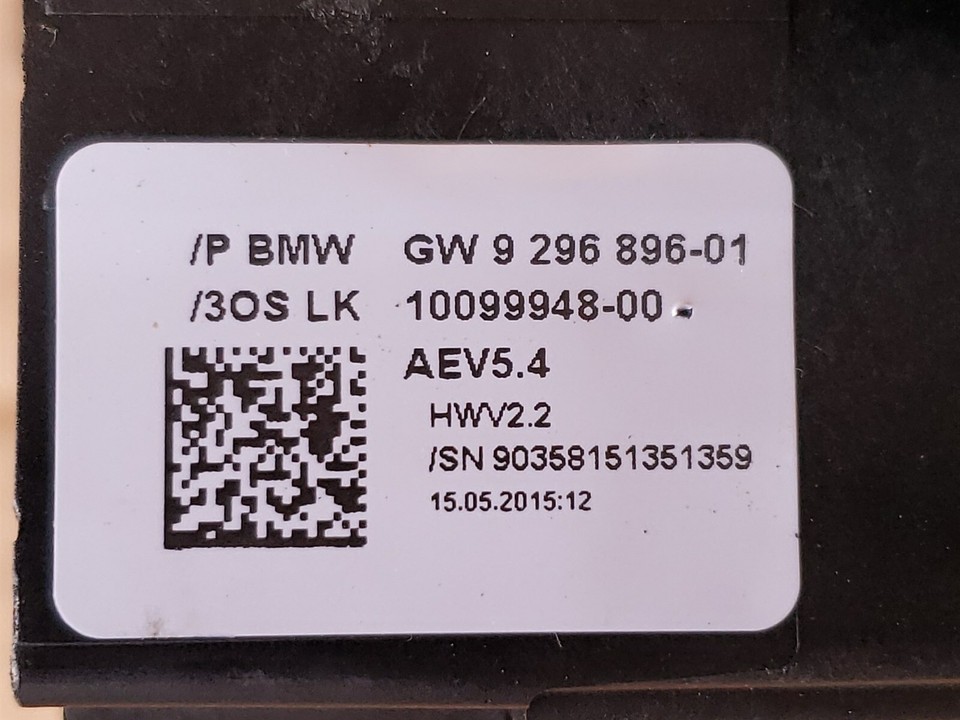 /P BMW GW 9 296 896-01
/3OS LK 10099948-00
AEV5.4
HWV2.2
/SN 90358151351359
15.05.2015:12